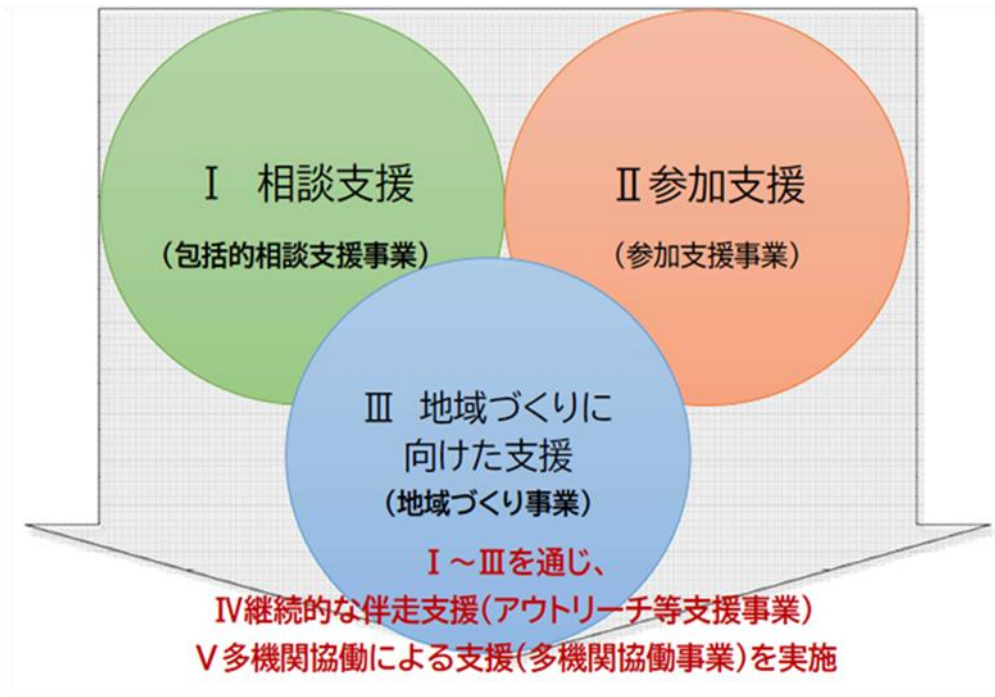 Ⅰ　相談支援
（包括的相談支援事業）
Ⅱ参加支援
（参加支援事業）
Ⅲ　地域づくりに
向けた支援
（地域づくり事業）
Ⅰ～Ⅲを通じ、
Ⅳ継続的な伴走支援（アウトリーチ等支援事業）
Ⅴ多機関協働による支援（多機関協働事業）を実施